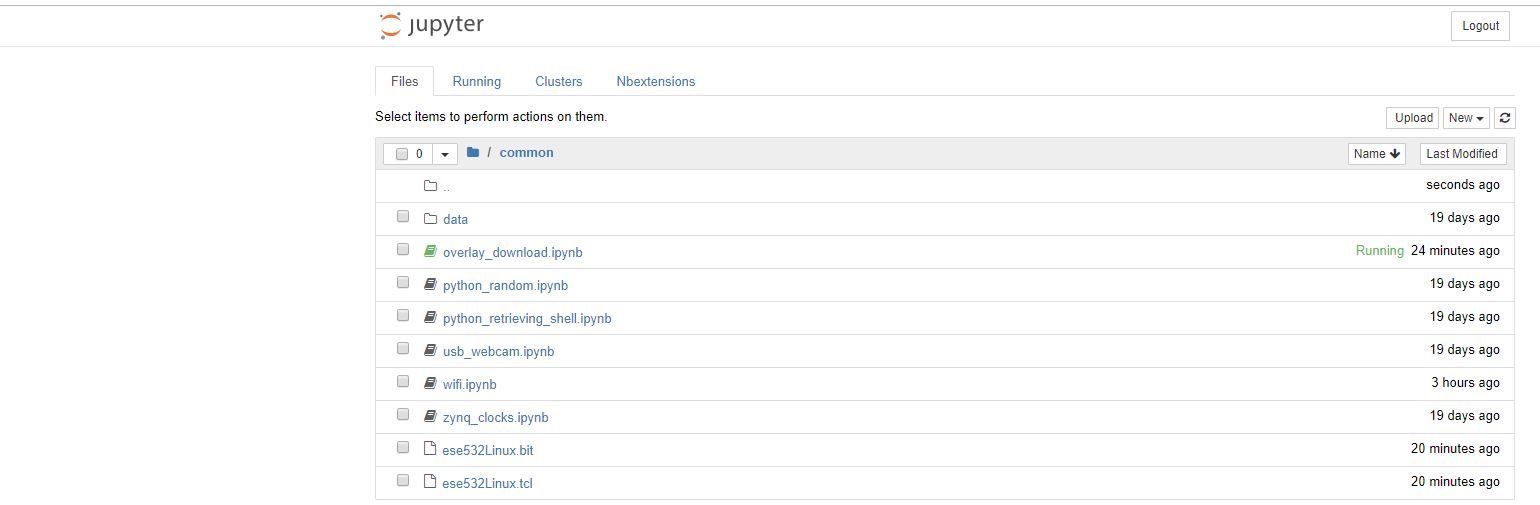 jupyter
Logout
Files Running Clusters Nbextensions
Select items to perform actions on them.
Upload New
0 / common Name Last Modified
.. seconds ago
data 19 days ago
overlay_download.ipynb Running 24 minutes ago
python_random.ipynb 19 days ago
python_retrieving_shell.ipynb 19 days ago
usb_webcam.ipynb 19 days ago
wifi.ipynb 3 hours ago
zynq_clocks.ipynb 19 days ago
ese532Linux.bit 20 minutes ago
ese532Linux.tcl 20 minutes ago